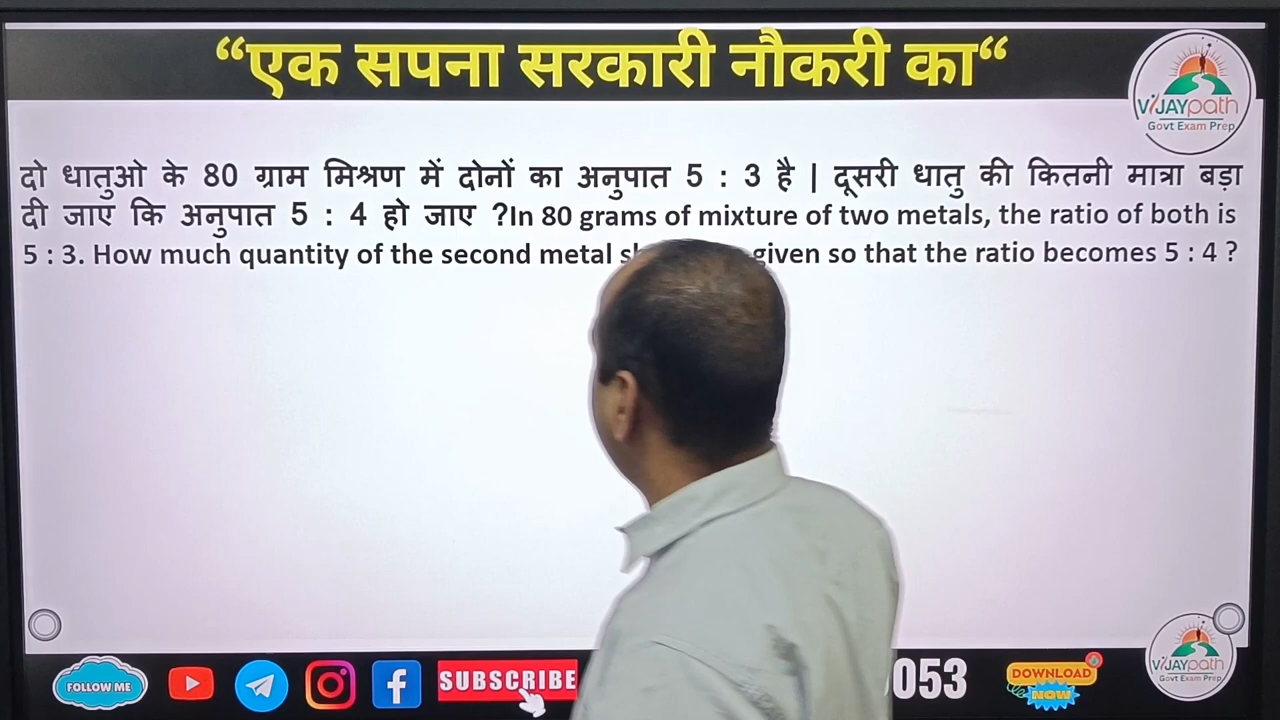 “एक सपना सरकारी नौकरी का“
VIJAYpath
Govt Exam Prep
दो धातुओ के 80 ग्राम मिश्रण में दोनों का अनुपात 5 : 3 है | दूसरी धातु की कितनी मात्रा बड़ा
दी जाए कि अनुपात 5 : 4 हो जाए ?In 80 grams of mixture of two metals, the ratio of both is
5 : 3. How much quantity of the second metal given so that the ratio becomes 5 : 4 ?
FOLLOW ME
SUBSCRIBE
053
DOWNLOAD
NOW
VIJAYpath
Govt Exam Prep